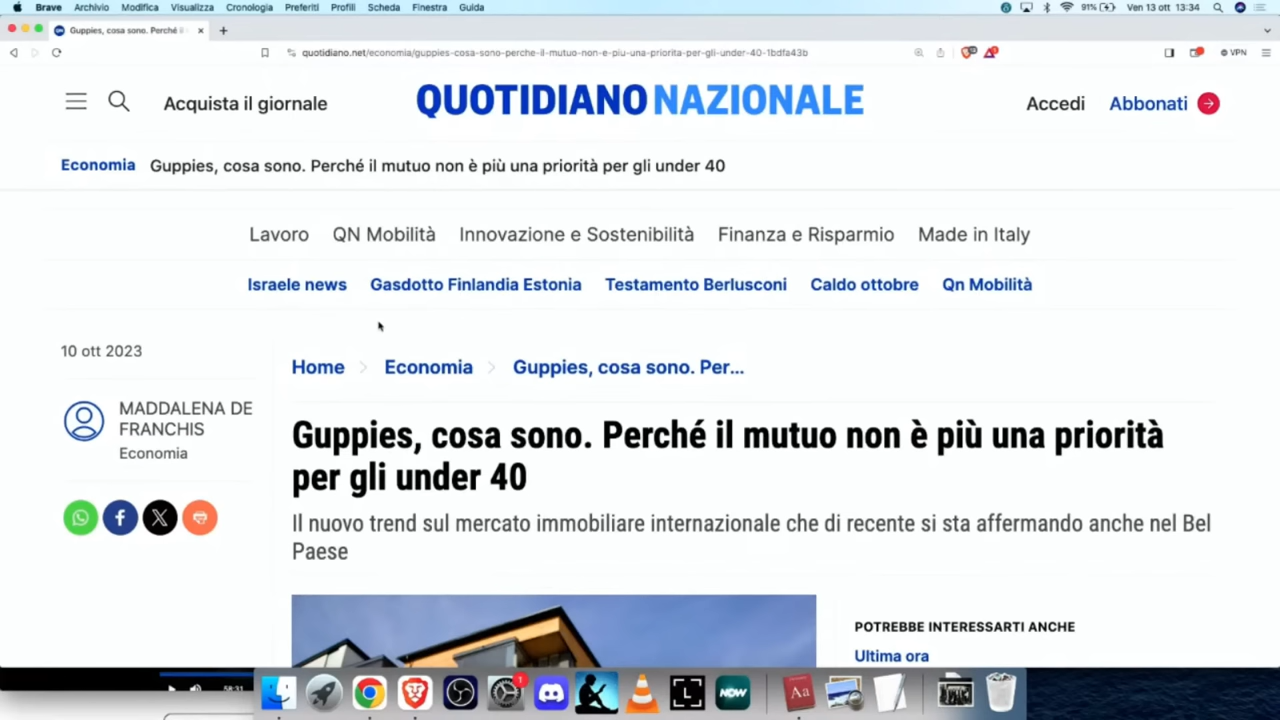 Brave Archivio Modifica Visualizza Cronologia Preferiti Profili Scheda Finestra Guida 91% Ven 13 ott 13:34
Guppies, cosa sono. Perché il
quotidiano.net/economia/guppies-cosa-sono-perche-il-mutuo-non-e-piu-una-priorita-per-gli-under-40-1bdfa43b VPN
Acquista il giornale QUOTIDIANO NAZIONALE Accedi Abbonati
Economia Guppies, cosa sono. Perché il mutuo non è più una priorità per gli under 40
Lavoro QN Mobilità Innovazione e Sostenibilità Finanza e Risparmio Made in Italy
Israele news Gasdotto Finlandia Estonia Testamento Berlusconi Caldo ottobre Qn Mobilità
10 ott 2023
Home Economia Guppies, cosa sono. Per...
MADDALENA DE
FRANCHIS
Economia
Guppies, cosa sono. Perché il mutuo non è più una priorità
per gli under 40
Il nuovo trend sul mercato immobiliare internazionale che di recente si sta affermando anche nel Bel
Paese
POTREBBE INTERESSARTI ANCHE
Ultima ora
58:31
1
L
NOW
Aa